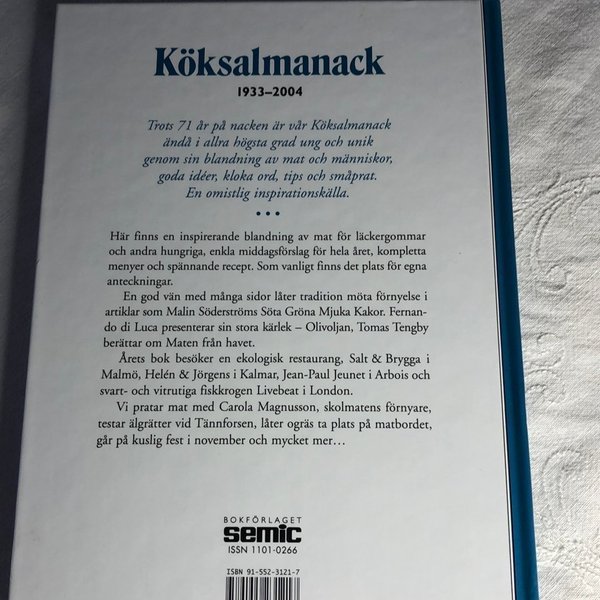 Köksalmanack
1933–2004
Trots 71 år på nacken är vår Köksalmanack
ändå i allra högsta grad ung och unik
genom sin blandning av mat och människor,
goda idéer, kloka ord, tips och småprat.
En omistlig inspirationskälla.
• • •
Här finns en inspirerande blandning av mat för läckergommar
och andra hungriga, enkla middagsförslag för hela året, kompletta
menyer och spännande recept. Som vanligt finns det plats för egna
anteckningar.
En god vän med många sidor låter tradition möta förnyelse i
artiklar som Malin Söderströms Söta Gröna Mjuka Kakor. Fernan-
do di Luca presenterar sin stora kärlek – Olivoljan, Tomas Tengby
berättar om Maten från havet.
Årets bok besöker en ekologisk restaurang, Salt & Brygga i
Malmö, Helén & Jörgens i Kalmar, Jean-Paul Jeunet i Arbois och
svart- och vitrutiga fiskkrogen Livebeat i London.
Vi pratar mat med Carola Magnusson, skolmatens förnyare,
testar älgrätter vid Tännforsen, låter ogräs ta plats på matbordet,
går på kuslig fest i november och mycket mer…
BOKFÖRLAGET
semic
ISSN 1101-0266
ISBN 91-552-3121-7